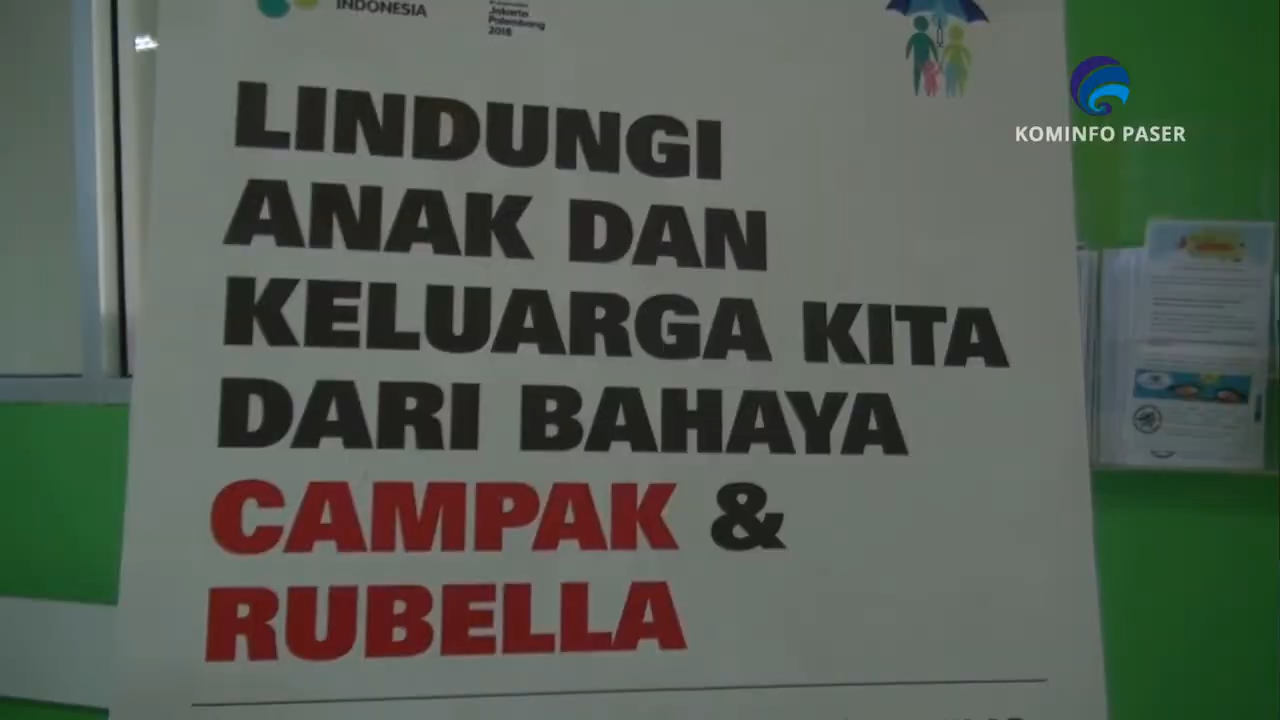 INDONESIA
Jakarta
Palembang
2018
KOMINFO PASER
LINDUNGI
ANAK DAN
KELUARGA KITA
DARI BAHAYA
CAMPAK &
RUBELLA